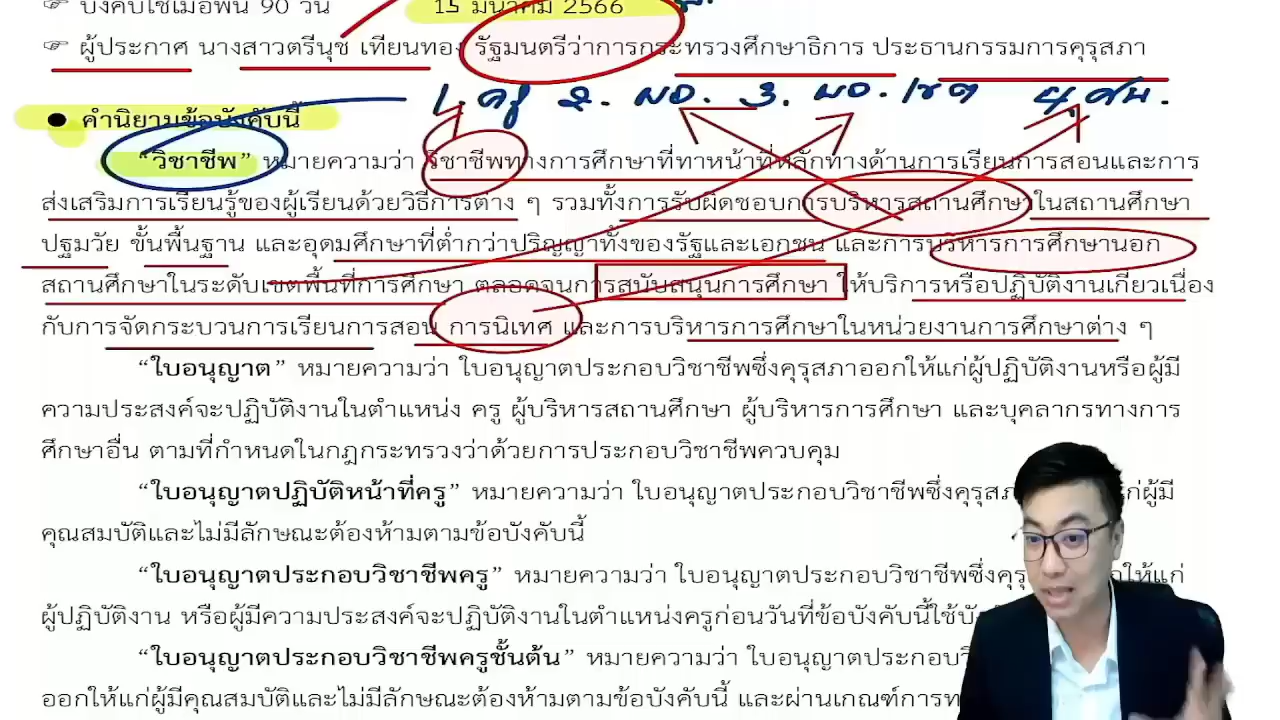 ☞ บังคับใช้เมื่อพ้น 90 วัน 15 มีนาคม 2566
☞ ผู้ประกาศ นางสาวตรีนุช เทียนทอง รัฐมนตรีว่าการกระทรวงศึกษาธิการ ประธานกรรมการคุรุสภา
1. ครู 2. ผอ. 3. ผอ.เขต 4. ศน.
● คำนิยามข้อบังคับนี้
“วิชาชีพ” หมายความว่า วิชาชีพทางการศึกษาที่ทำหน้าที่หลักทางด้านการเรียนการสอนและการ
ส่งเสริมการเรียนรู้ของผู้เรียนด้วยวิธีการต่าง ๆ รวมทั้งการรับผิดชอบการบริหารสถานศึกษาในสถานศึกษา
ปฐมวัย ขั้นพื้นฐาน และอุดมศึกษาที่ต่ำกว่าปริญญาทั้งของรัฐและเอกชน และการบริหารการศึกษานอก
สถานศึกษาในระดับเขตพื้นที่การศึกษา ตลอดจนการสนับสนุนการศึกษา ให้บริการหรือปฏิบัติงานเกี่ยวเนื่อง
กับการจัดกระบวนการเรียนการสอน การนิเทศ และการบริหารการศึกษาในหน่วยงานการศึกษาต่าง ๆ
“ใบอนุญาต” หมายความว่า ใบอนุญาตประกอบวิชาชีพซึ่งคุรุสภาออกให้แก่ผู้ปฏิบัติงานหรือผู้มี
ความประสงค์จะปฏิบัติงานในตำแหน่ง ครู ผู้บริหารสถานศึกษา ผู้บริหารการศึกษา และบุคลากรทางการ
ศึกษาอื่น ตามที่กำหนดในกฎกระทรวงว่าด้วยการประกอบวิชาชีพควบคุม
“ใบอนุญาตปฏิบัติหน้าที่ครู” หมายความว่า ใบอนุญาตประกอบวิชาชีพซึ่งคุรุสภ แก่ผู้มี
คุณสมบัติและไม่มีลักษณะต้องห้ามตามข้อบังคับนี้
“ใบอนุญาตประกอบวิชาชีพครู” หมายความว่า ใบอนุญาตประกอบวิชาชีพซึ่งคุรุ ให้แก่
ผู้ปฏิบัติงาน หรือผู้มีความประสงค์จะปฏิบัติงานในตำแหน่งครูก่อนวันที่ข้อบังคับนี้ใช้บัง
“ใบอนุญาตประกอบวิชาชีพครูชั้นต้น” หมายความว่า ใบอนุญาตประกอบวิ
ออกให้แก่ผู้มีคุณสมบัติและไม่มีลักษณะต้องห้ามตามข้อบังคับนี้ และผ่านเกณฑ์การท